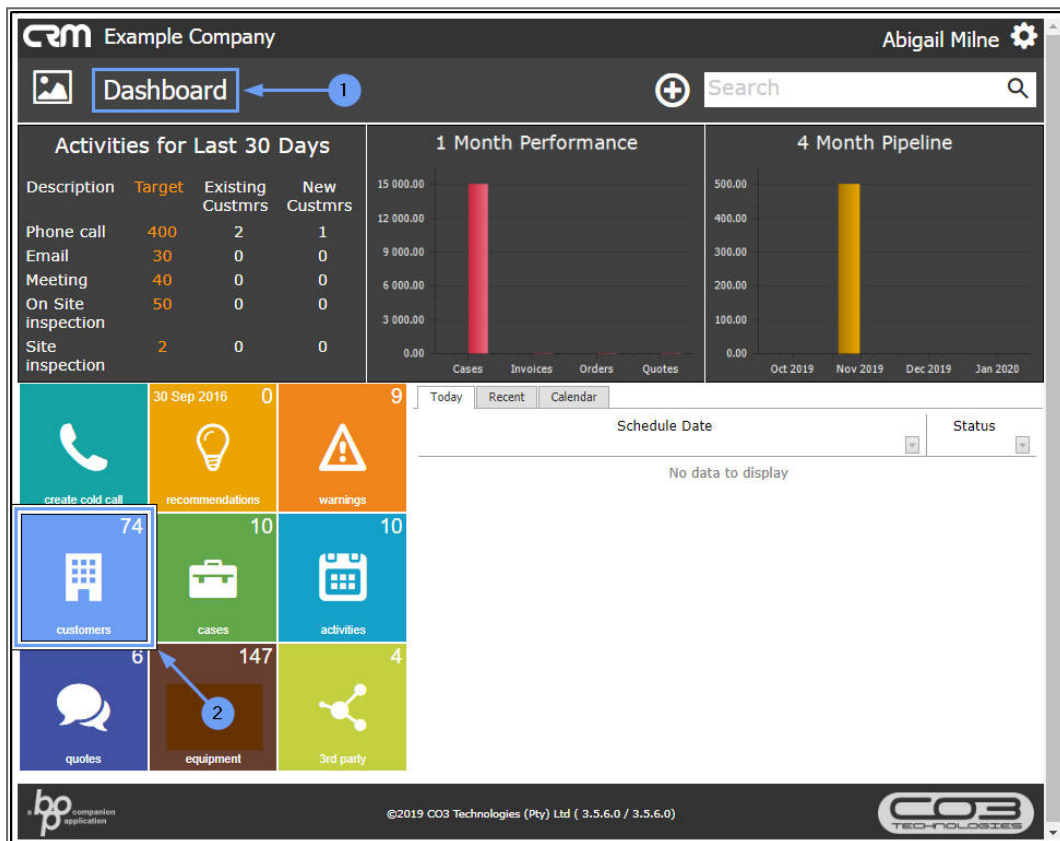 CRM Example Company
Abigail Milne
Dashboard
1
Search
Activities for Last 30 Days
Description Target Existing Custmrs New Custmrs
Phone call 400 2 1
Email 30 0 0
Meeting 40 0 0
On Site inspection 50 0 0
Site inspection 2 0 0
1 Month Performance
15 000.00
12 000.00
9 000.00
6 000.00
3 000.00
0.00
Cases Invoices Orders Quotes
4 Month Pipeline
500.00
400.00
300.00
200.00
100.00
0.00
Oct 2019 Nov 2019 Dec 2019 Jan 2020
create cold call
30 Sep 2016 0
recommendations
9
warnings
74
customers
10
cases
10
activities
6
quotes
147
2
equipment
4
3rd party
Today Recent Calendar
Schedule Date Status
No data to display
a bpo companion application
©2019 CO3 Technologies (Pty) Ltd ( 3.5.6.0 / 3.5.6.0)
CO3
TECHNOLOGIES